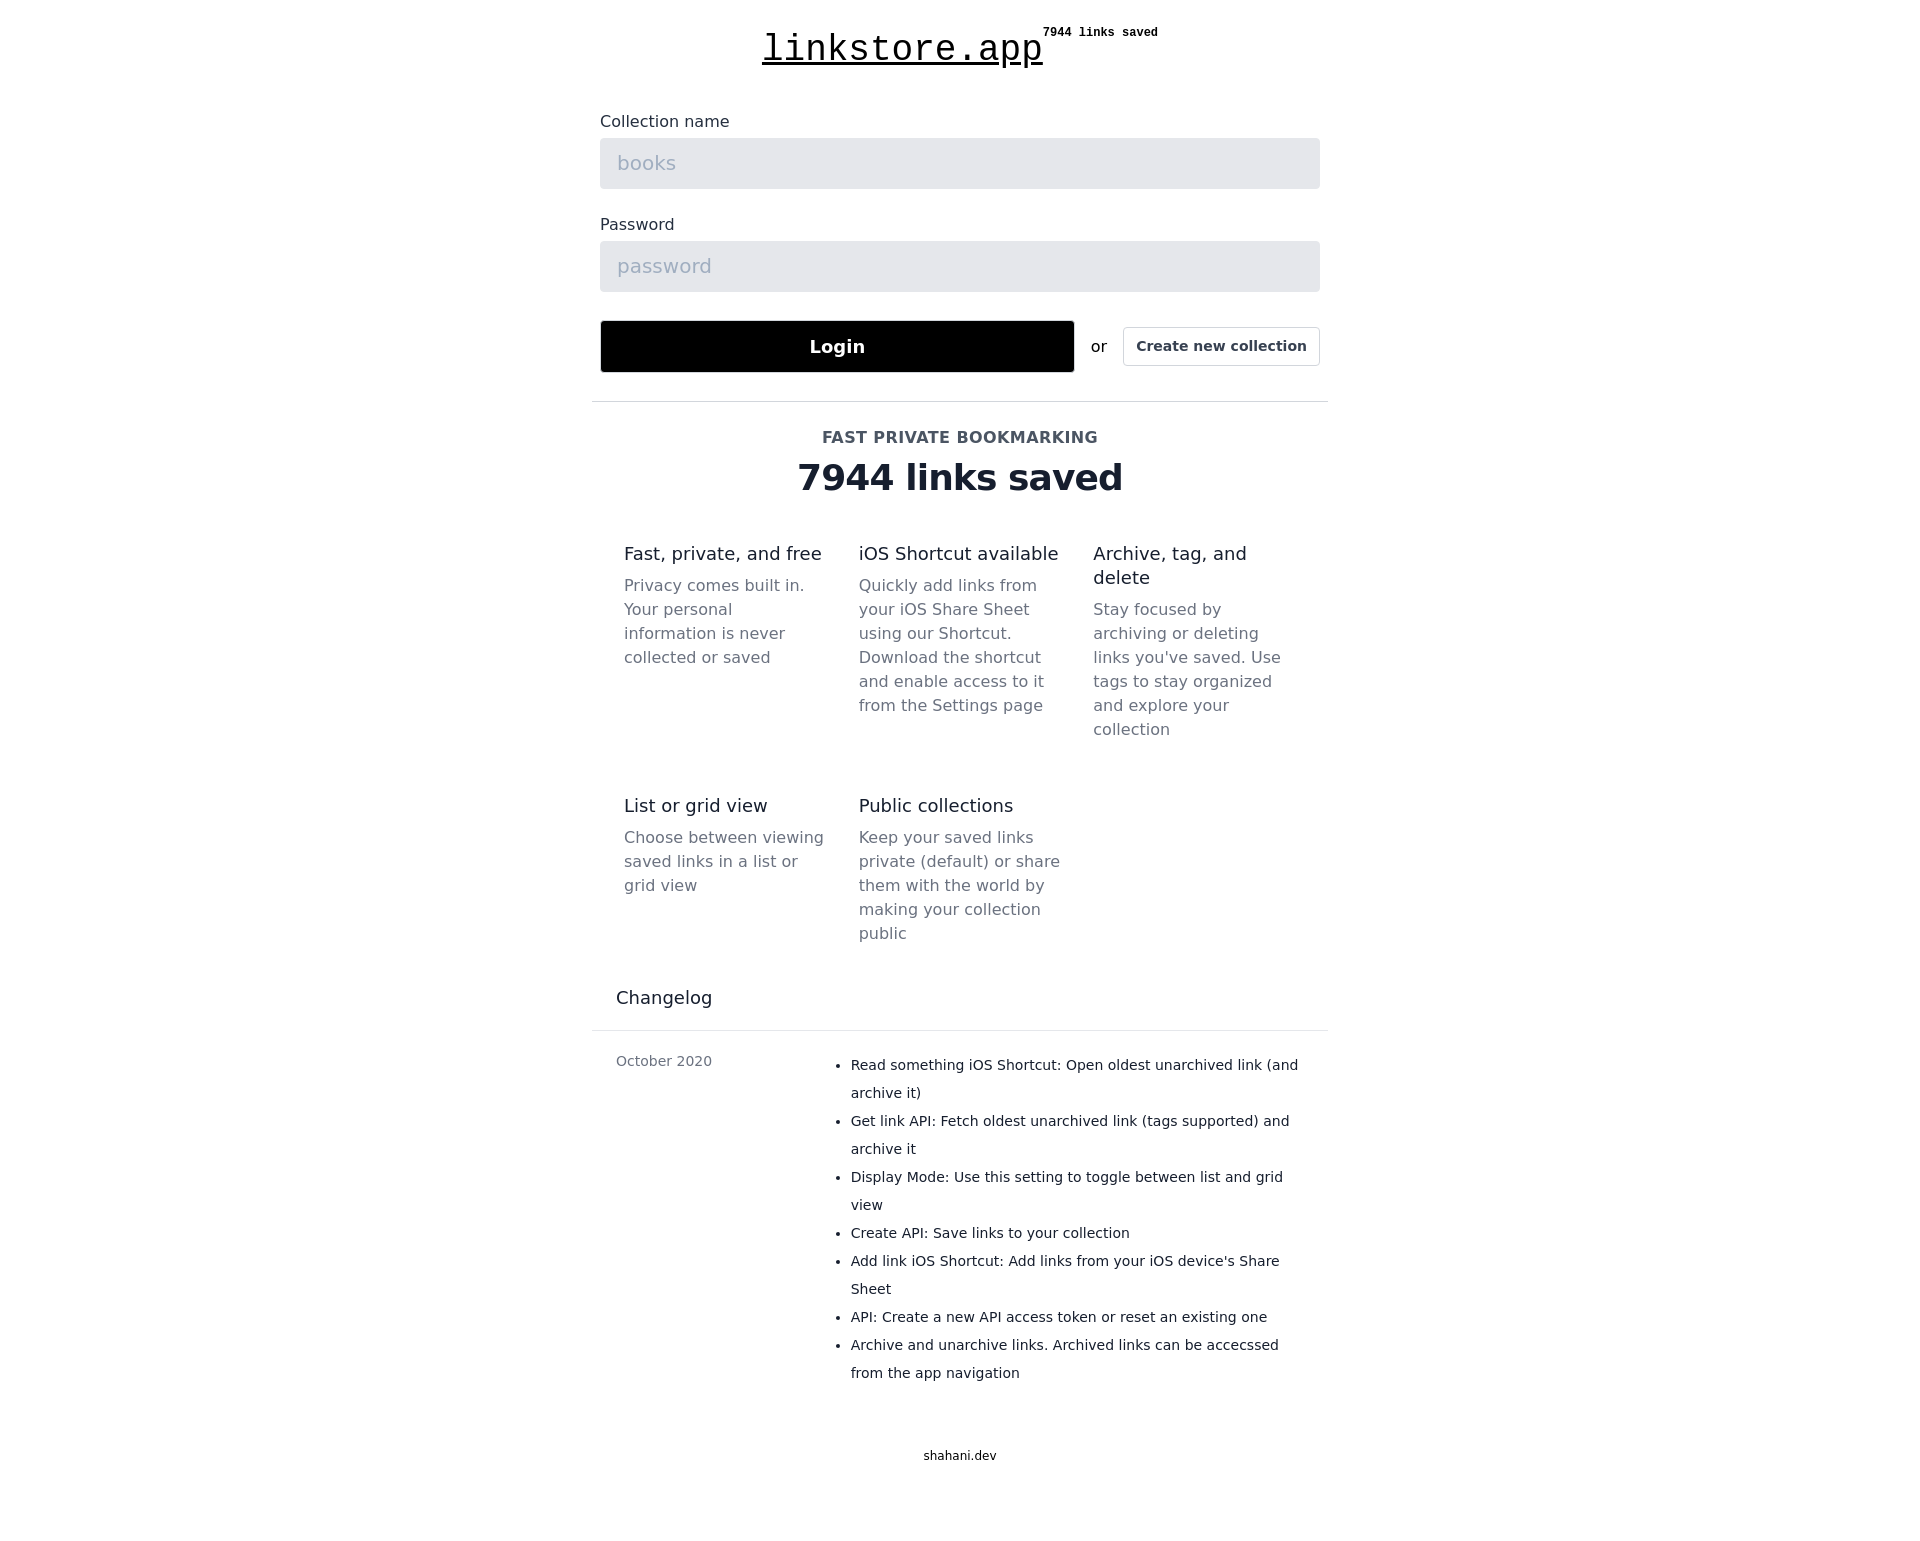 linkstore.app 7944 links saved
Collection name
books
Password
password
Login or Create new collection
FAST PRIVATE BOOKMARKING
7944 links saved
Fast, private, and free
Privacy comes built in.
Your personal
information is never
collected or saved
iOS Shortcut available
Quickly add links from
your iOS Share Sheet
using our Shortcut.
Download the shortcut
and enable access to it
from the Settings page
Archive, tag, and
delete
Stay focused by
archiving or deleting
links you've saved. Use
tags to stay organized
and explore your
collection
List or grid view
Choose between viewing
saved links in a list or
grid view
Public collections
Keep your saved links
private (default) or share
them with the world by
making your collection
public
Changelog
October 2020
• Read something iOS Shortcut: Open oldest unarchived link (and
archive it)
• Get link API: Fetch oldest unarchived link (tags supported) and
archive it
• Display Mode: Use this setting to toggle between list and grid
view
• Create API: Save links to your collection
• Add link iOS Shortcut: Add links from your iOS device's Share
Sheet
• API: Create a new API access token or reset an existing one
• Archive and unarchive links. Archived links can be accecssed
from the app navigation
shahani.dev